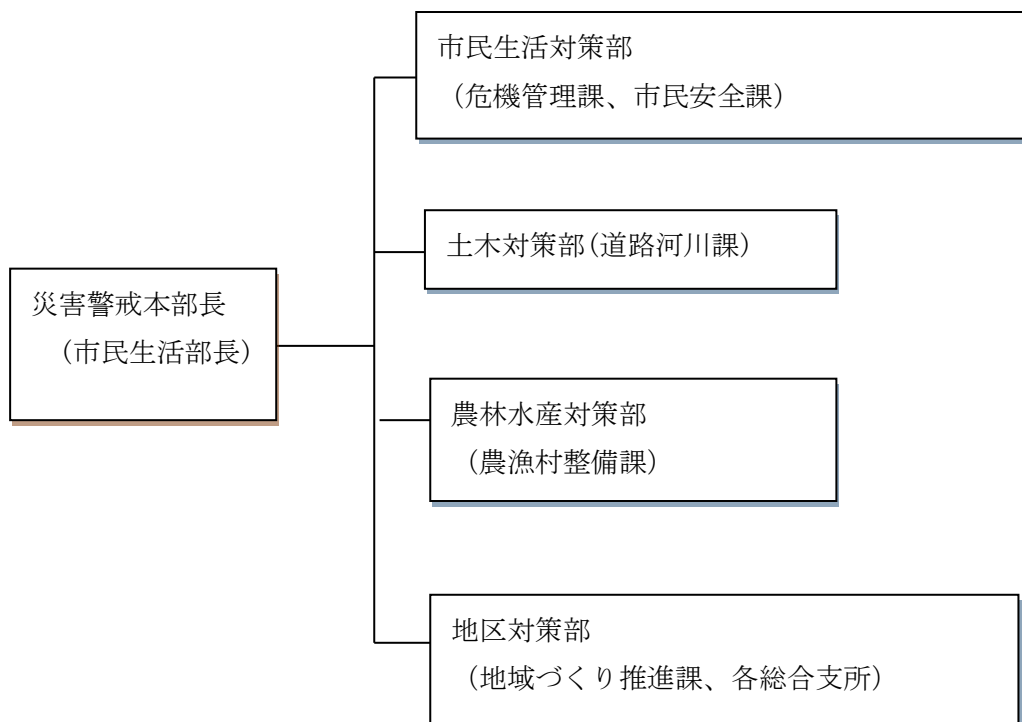 市民生活対策部
(危機管理課、市民安全課)
土木対策部(道路河川課)
災害警戒本部長
(市民生活部長)
農林水産対策部
(農漁村整備課)
地区対策部
(地域づくり推進課、各総合支所)